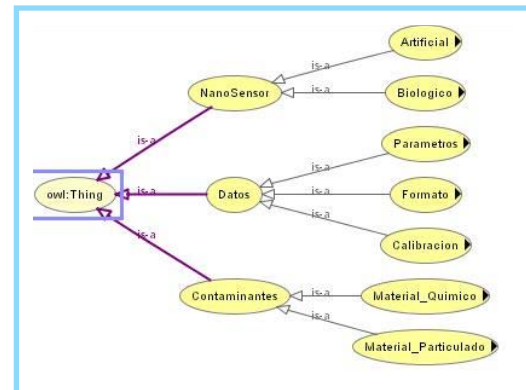 Artificial
is-a
NanoSensor
is-a
Biologico
is-a
Parametros
is-a
owl:Thing
is-a
Datos
is-a
Formato
is-a
is-a
Calibracion
Contaminantes
is-a
Material_Quimico
is-a
Material_Particulado